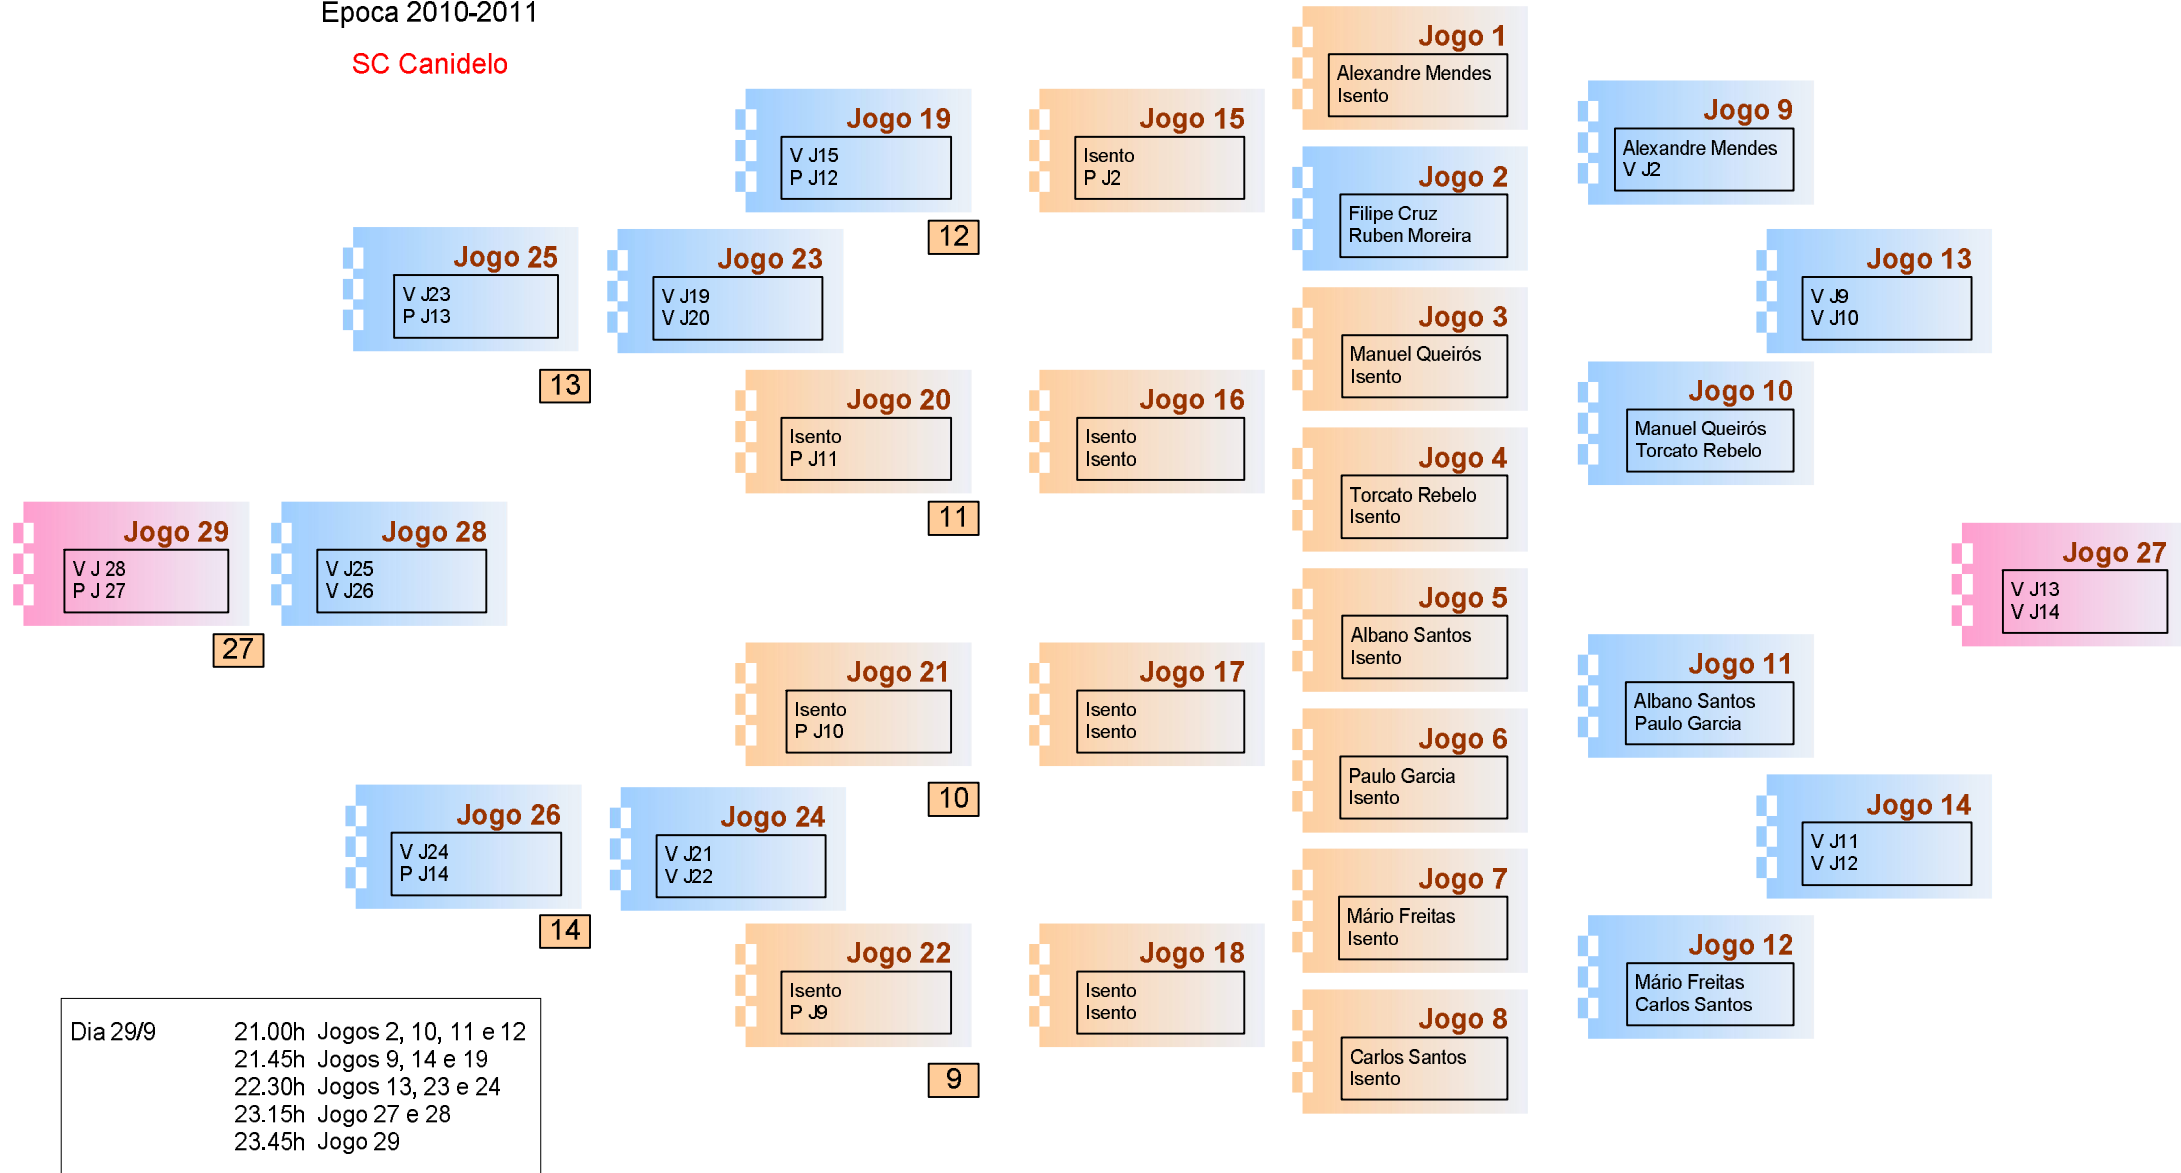 Epoca 2010-2011
SC Canidelo
Jogo 1
Alexandre Mendes
Isento
Jogo 2
Filipe Cruz
Ruben Moreira
Jogo 3
Manuel Queirós
Isento
Jogo 4
Torcato Rebelo
Isento
Jogo 5
Albano Santos
Isento
Jogo 6
Paulo Garcia
Isento
Jogo 7
Mário Freitas
Isento
Jogo 8
Carlos Santos
Isento
Jogo 9
Alexandre Mendes
V J2
Jogo 10
Manuel Queirós
Torcato Rebelo
Jogo 11
Albano Santos
Paulo Garcia
Jogo 12
Mário Freitas
Carlos Santos
Jogo 13
V J9
V J10
Jogo 14
V J11
V J12
Jogo 27
V J13
V J14
Jogo 15
Isento
P J2
Jogo 16
Isento
Isento
Jogo 17
Isento
Isento
Jogo 18
Isento
Isento
Jogo 19
V J15
P J12
12
Jogo 20
Isento
P J11
11
Jogo 21
Isento
P J10
10
Jogo 22
Isento
P J9
9
Jogo 23
V J19
V J20
Jogo 24
V J21
V J22
Jogo 25
V J23
P J13
13
Jogo 26
V J24
P J14
14
Jogo 28
V J25
V J26
Jogo 29
V J 28
P J 27
27
Dia 29/9 21.00h Jogos 2, 10, 11 e 12
21.45h Jogos 9, 14 e 19
22.30h Jogos 13, 23 e 24
23.15h Jogo 27 e 28
23.45h Jogo 29